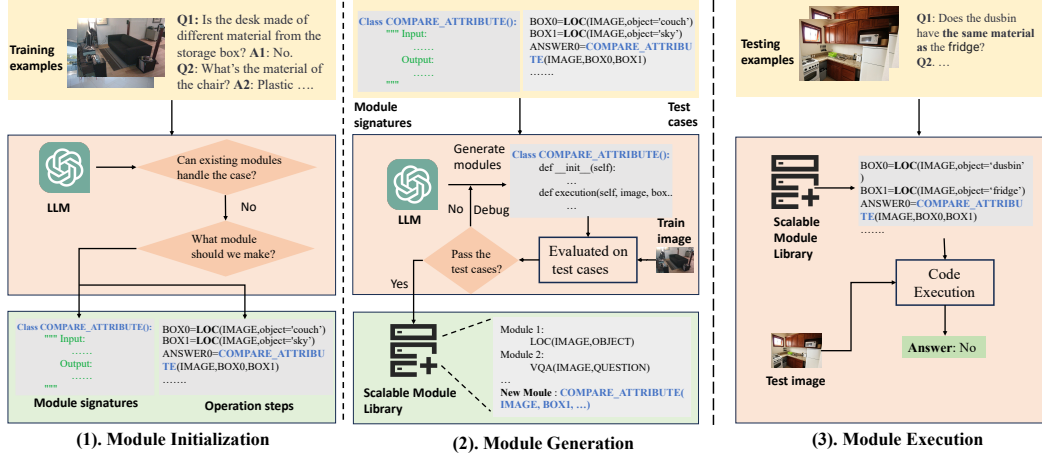 Training
examples
Q1: Is the desk made of
different material from the
storage box? A1: No.
Q2: What's the material of
the chair? A2: Plastic ….
LLM
Can existing modules
handle the case?
No
What module
should we make?
Class COMPARE_ATTRIBUTE():
""" Input:
……
Output:
……
"""
Module signatures
BOX0=LOC(IMAGE,object='couch')
BOX1=LOC(IMAGE,object='sky')
ANSWER0=COMPARE_ATTRIBU
TE(IMAGE,BOX0,BOX1)
…….
Operation steps
(1). Module Initialization
Class COMPARE_ATTRIBUTE():
""" Input:
……
Output:
……
"""
BOX0=LOC(IMAGE,object='couch')
BOX1=LOC(IMAGE,object='sky')
ANSWER0=COMPARE_ATTRIBU
TE(IMAGE,BOX0,BOX1)
…….
Module
signatures
Test
cases
LLM
Generate
modules
Class COMPARE_ATTRIBUTE():
def __init__(self):
…
def execution(self, image, box..
…
No
Debug
Pass the
test cases?
Evaluated on
test cases
Train
image
Yes
Scalable Module
Library
Module 1:
LOC(IMAGE,OBJECT)
Module 2:
VQA(IMAGE,QUESTION)
…
New Moule : COMPARE_ATTRIBUTE(
IMAGE, BOX1, …)
(2). Module Generation
Testing
examples
Q1: Does the dusbin
have the same material
as the fridge?
Q2. …
Scalable
Module
Library
BOX0=LOC(IMAGE,object='dusbin'
)
BOX1=LOC(IMAGE,object='fridge')
ANSWER0=COMPARE_ATTRIBU
TE(IMAGE,BOX0,BOX1)
…….
Code
Execution
Test image
Answer: No
(3). Module Execution